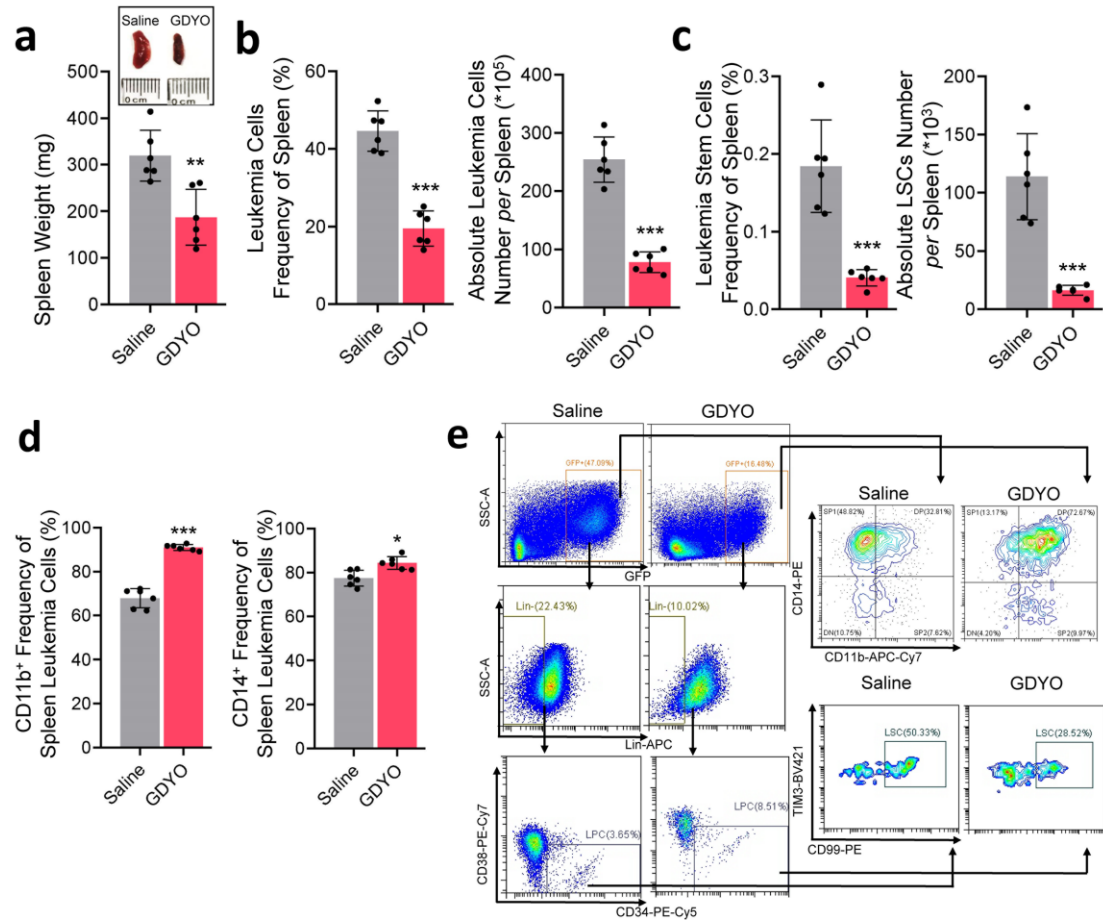 a
Saline GDYO
0 cm 0 cm
Spleen Weight (mg)
500
400
300
200
100
0
**
Saline
GDYO
b
Leukemia Cells
Frequency of Spleen (%)
60
40
20
0
***
Saline
GDYO
Absolute Leukemia Cells
Number per Spleen (*10⁵)
400
300
200
100
0
***
Saline
GDYO
c
Leukemia Stem Cells
Frequency of Spleen (%)
0.3
0.2
0.1
0.0
***
Saline
GDYO
Absolute LSCs Number
per Spleen (*10³)
200
150
100
50
0
***
Saline
GDYO
d
CD11b⁺ Frequency of
Spleen Leukemia Cells (%)
100
80
60
40
20
0
***
Saline
GDYO
CD14⁺ Frequency of
Spleen Leukemia Cells (%)
100
80
60
40
20
0
*
Saline
GDYO
e
Saline GDYO
SSC-A
GFP+(47.09%)
GFP+(16.48%)
GFP
SSC-A
Lin-(22.43%)
Lin-(10.02%)
Lin-APC
CD38-PE-Cy7
LPC
(3.65%)
LPC
(8.51%)
CD34-PE-Cy5
Saline GDYO
CD14-PE
SP1(48.82%) DP(32.81%)
DN(10.75%) SP2(7.62%)
SP1(13.17%) DP(72.67%)
DN(4.20%) SP2(9.97%)
CD11b-APC-Cy7
Saline GDYO
TIM3-BV421
LSC(50.33%)
LSC(28.52%)
CD99-PE